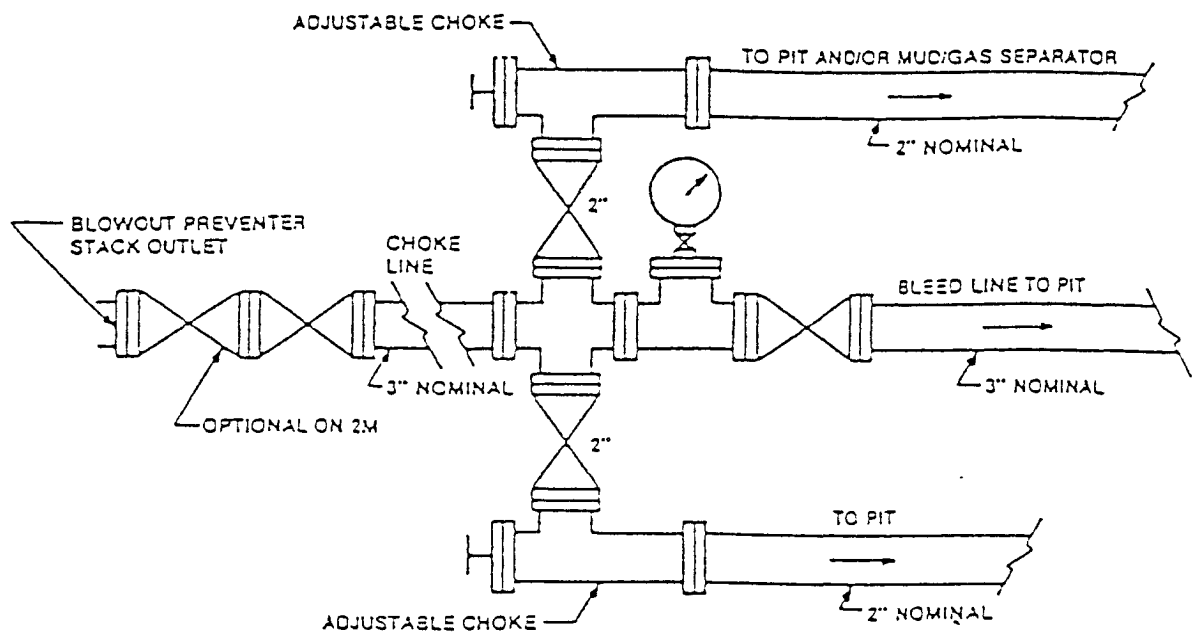 ADJUSTABLE CHOKE
TO PIT AND/OR MUD/GAS SEPARATOR
2" NOMINAL
2"
BLOWOUT PREVENTER
STACK OUTLET
CHOKE
LINE
BLEED LINE TO PIT
3" NOMINAL
3" NOMINAL
OPTIONAL ON 2M
2"
TO PIT
ADJUSTABLE CHOKE
2" NOMINAL